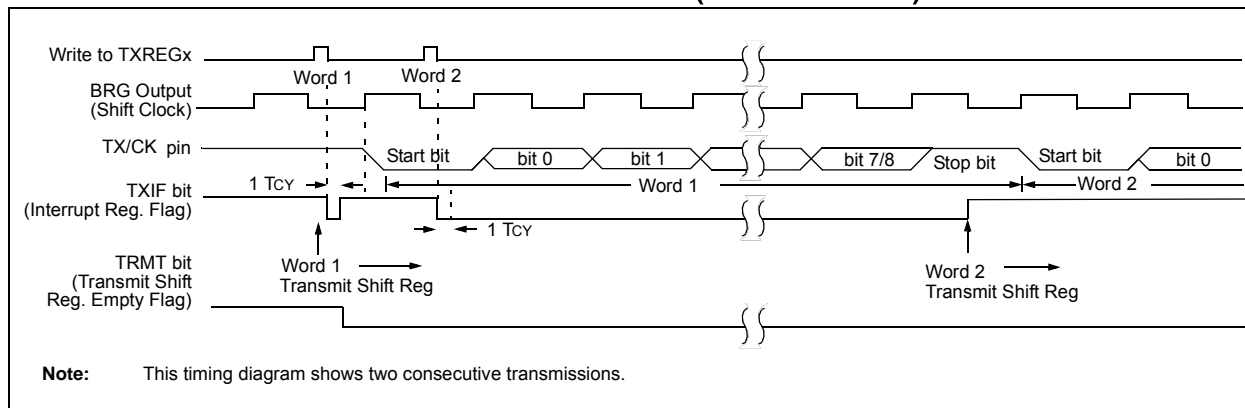 Write to TXREGx
Word 1
Word 2
BRG Output
(Shift Clock)
TX/CK pin
Start bit
bit 0
bit 1
bit 7/8
Stop bit
Start bit
bit 0
1 TCY
Word 1
Word 2
TXIF bit
(Interrupt Reg. Flag)
1 TCY
Word 1
Transmit Shift Reg
Word 2
Transmit Shift Reg
TRMT bit
(Transmit Shift
Reg. Empty Flag)
Note: This timing diagram shows two consecutive transmissions.